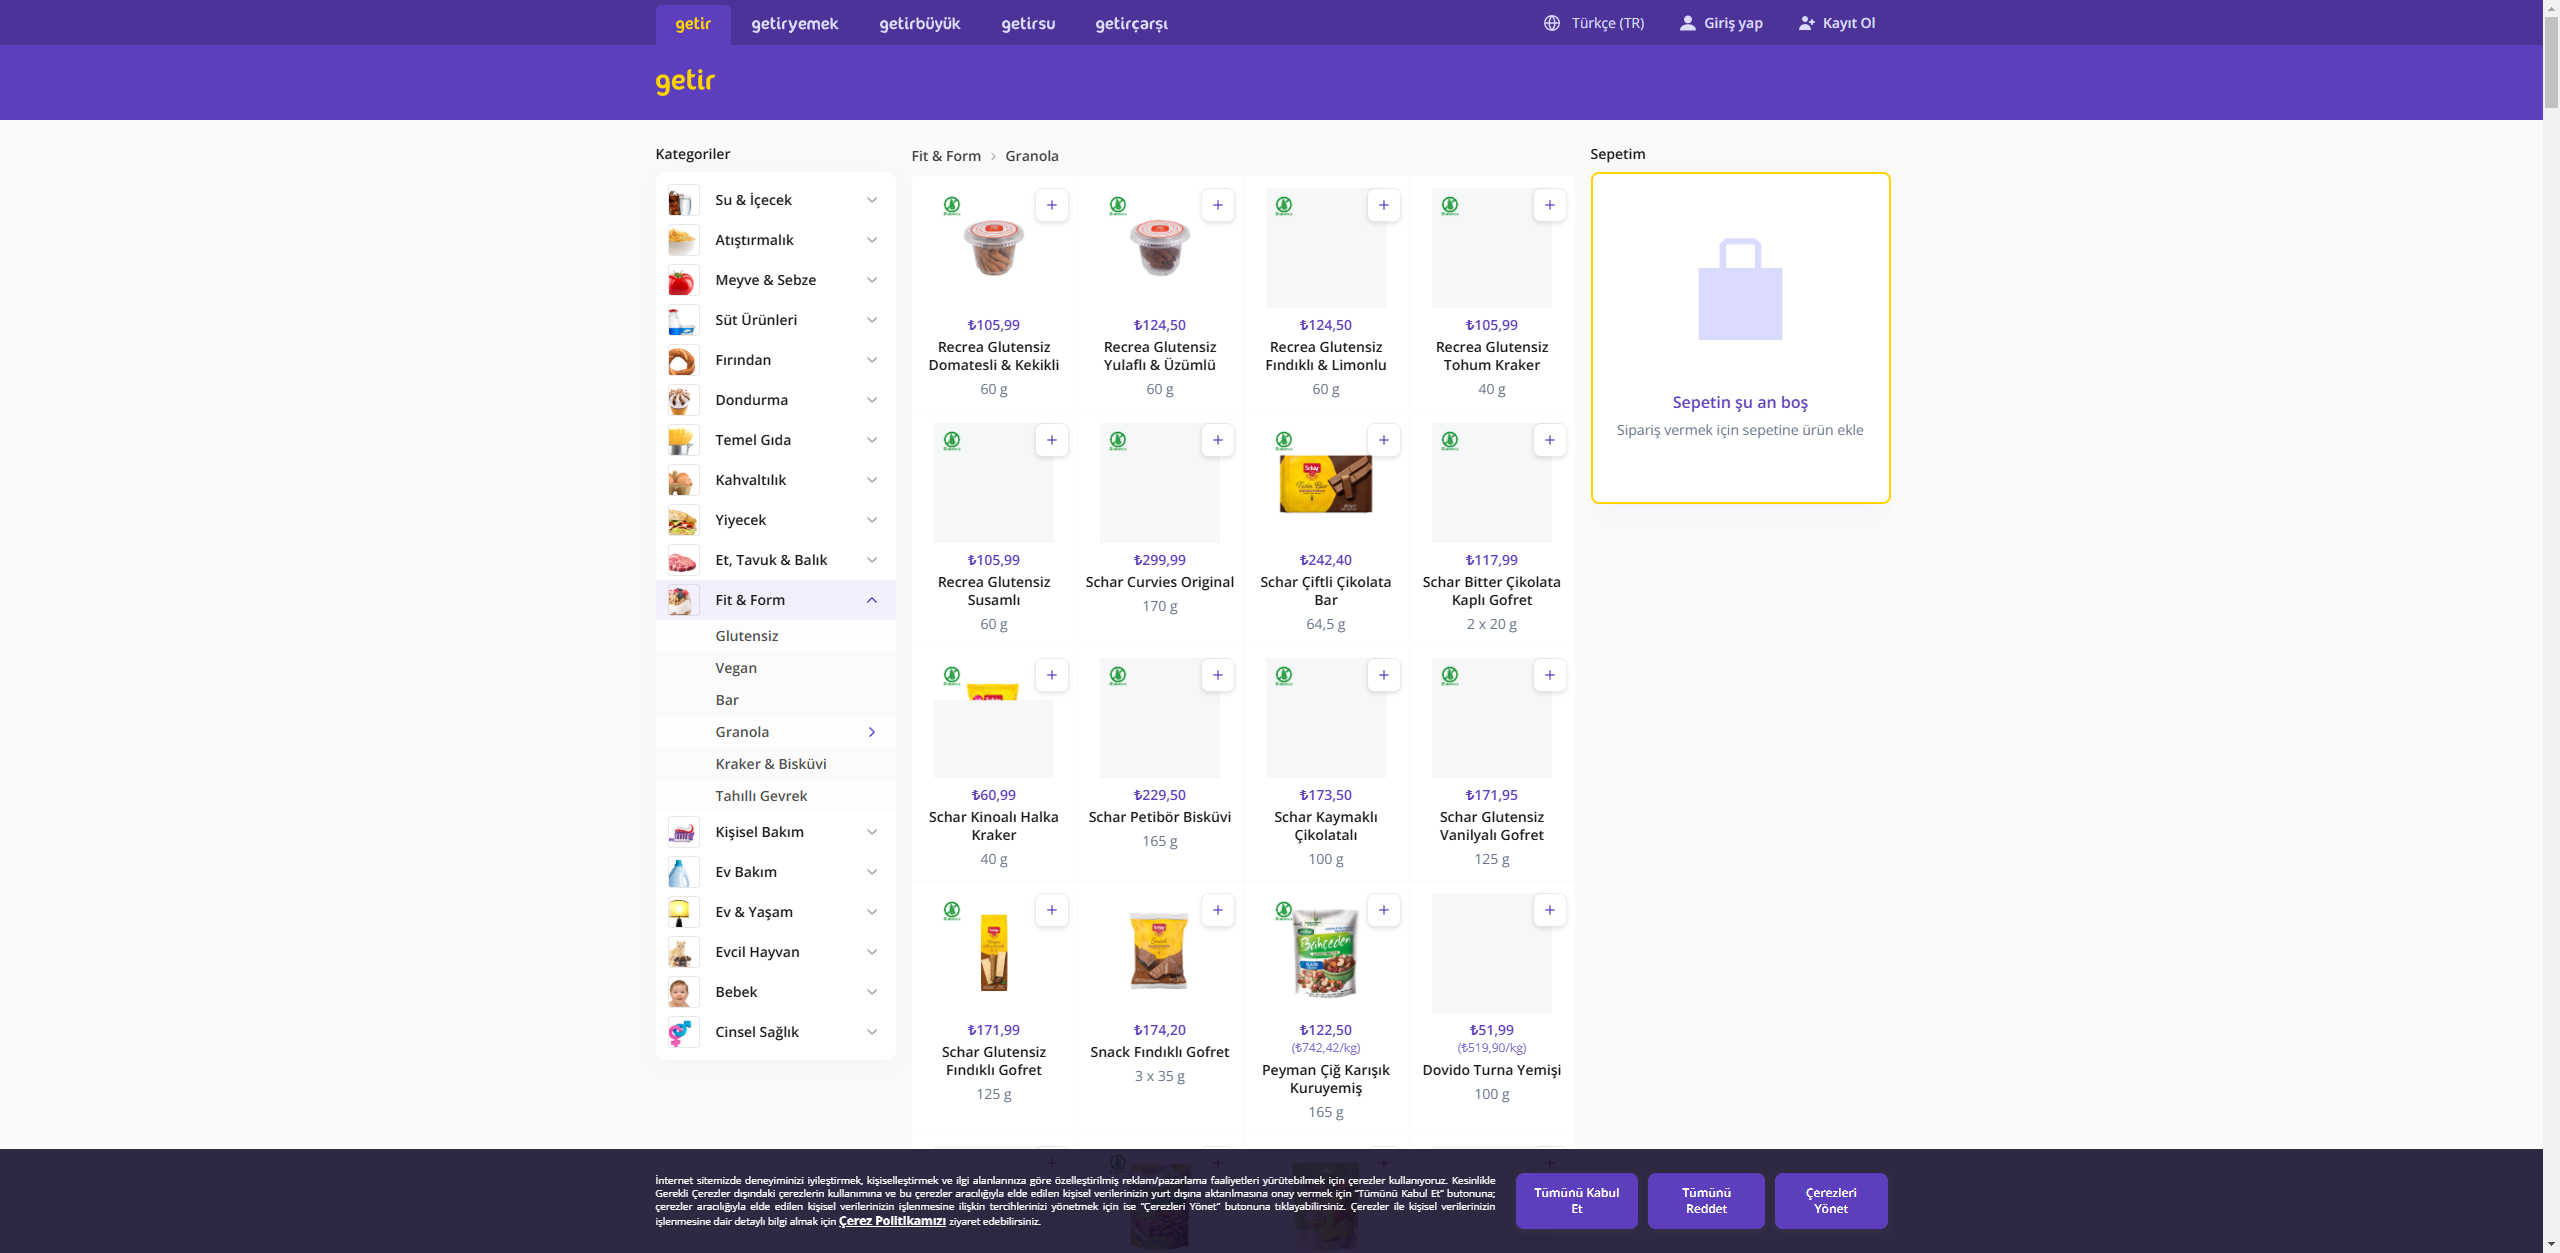 getir
getiryemek
getirbüyük
getirsu
getirçarşı
Türkçe (TR)
Giriş yap
Kayıt Ol
getir
Kategoriler
Su & İçecek
Atıştırmalık
Meyve & Sebze
Süt Ürünleri
Fırından
Dondurma
Temel Gıda
Kahvaltılık
Yiyecek
Et, Tavuk & Balık
Fit & Form
Glutensiz
Vegan
Bar
Granola
Kraker & Bisküvi
Tahıllı Gevrek
Kişisel Bakım
Ev Bakım
Ev & Yaşam
Evcil Hayvan
Bebek
Cinsel Sağlık
Fit & Form
Granola
₺105,99
Recrea Glutensiz
Domatesli & Kekikli
60 g
₺124,50
Recrea Glutensiz
Yulaflı & Üzümlü
60 g
₺124,50
Recrea Glutensiz
Fındıklı & Limonlu
60 g
₺105,99
Recrea Glutensiz
Tohum Kraker
40 g
₺105,99
Recrea Glutensiz
Susamlı
60 g
₺299,99
Schar Curvies Original
170 g
Schär
Twin Bar
₺242,40
Schar Çiftli Çikolata
Bar
64,5 g
₺117,99
Schar Bitter Çikolata
Kaplı Gofret
2 x 20 g
₺60,99
Schar Kinoalı Halka
Kraker
40 g
₺229,50
Schar Petibör Bisküvi
165 g
₺173,50
Schar Kaymaklı
Çikolatalı
100 g
₺171,95
Schar Glutensiz
Vanilyalı Gofret
125 g
₺171,99
Schar Glutensiz
Fındıklı Gofret
125 g
Schär
Snack
₺174,20
Snack Fındıklı Gofret
3 x 35 g
Bahçeden
₺122,50
(₺742,42/kg)
Peyman Çiğ Karışık
Kuruyemiş
165 g
₺51,99
(₺519,90/kg)
Dovido Turna Yemişi
100 g
Sepetim
Sepetin şu an boş
Sipariş vermek için sepetine ürün ekle
İnternet sitemizde deneyiminizi iyileştirmek, kişiselleştirmek ve ilgi alanlarınıza göre özelleştirilmiş reklam/pazarlama faaliyetleri yürütebilmek için çerezler kullanıyoruz. Kesinlikle
Gerekli Çerezler dışındaki çerezlerin kullanımına ve bu çerezler aracılığıyla elde edilen kişisel verilerinizin yurt dışına aktarılmasına onay vermek için “Tümünü Kabul Et” butonuna;
çerezler aracılığıyla elde edilen kişisel verilerinizin işlenmesine ilişkin tercihlerinizi yönetmek için ise “Çerezleri Yönet” butonuna tıklayabilirsiniz. Çerezler ile kişisel verilerinizin
işlenmesine dair detaylı bilgi almak için Çerez Politikamızı ziyaret edebilirsiniz.
Tümünü Kabul
Et
Tümünü
Reddet
Çerezleri
Yönet